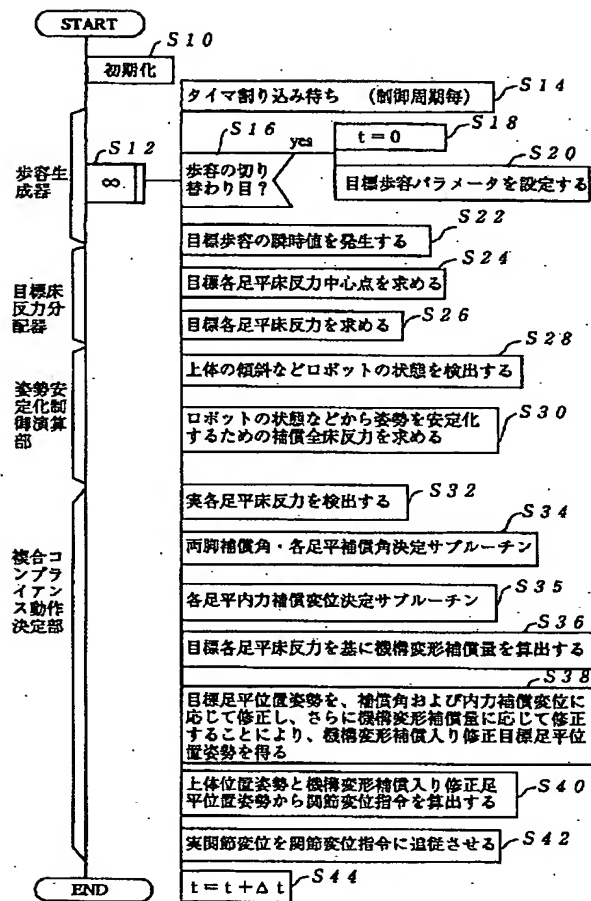 START
S10
初期化
S14
タイマ割り込み待ち (制御周期毎)
歩容生
成器
S12
∞
S16
歩容の切り
替わり目?
yes
S18
t=0
S20
目標歩容パラメータを設定する
S22
目標歩容の瞬時値を発生する
目標床
反力分
配器
S24
目標各足平床反力中心点を求める
S26
目標各足平床反力を求める
姿勢安
定化制
御演算
部
S28
上体の傾斜などロボットの状態を検出する
S30
ロボットの状態などから姿勢を安定化
するための補償全床反力を求める
複合コ
ンプラ
イアン
ス動作
決定部
S32
実各足平床反力を検出する
S34
両脚補償角・各足平補償角決定サブルーチン
S35
各足平内力補償変位決定サブルーチン
S36
目標各足平床反力を基に機構変形補償量を算出する
S38
目標足平位置姿勢を、補償角および内力補償変位に
応じて修正し、さらに機構変形補償量に応じて修正
することにより、機構変形補償入り修正目標足平位
置姿勢を得る
S40
上体位置姿勢と機構変形補償入り修正足
平位置姿勢から関節変位指令を算出する
S42
実関節変位を関節変位指令に追従させる
S44
t=t+Δt
END